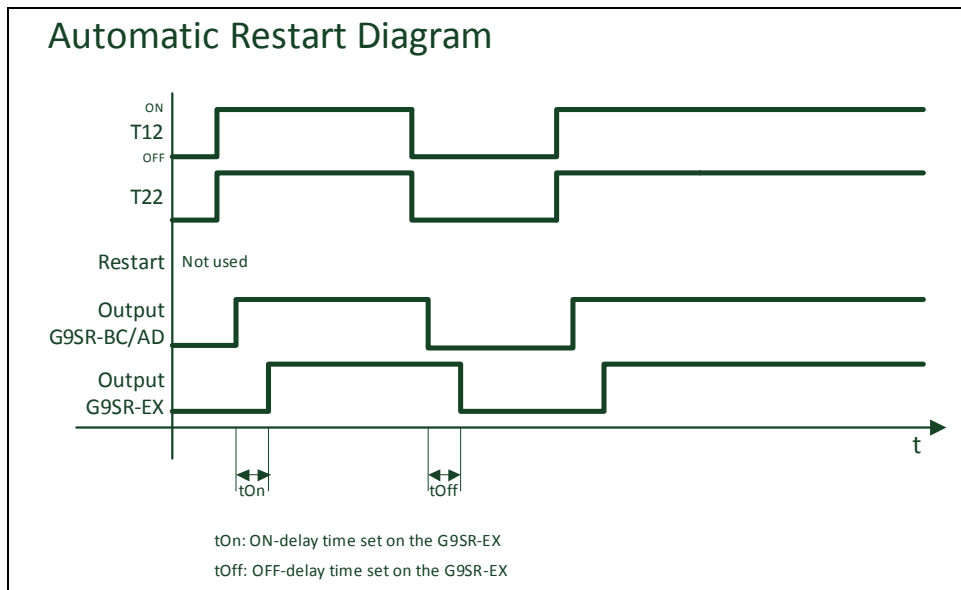 Automatic Restart Diagram
ON
T12
OFF
T22
Restart
Not used
Output
G9SR-BC/AD
Output
G9SR-EX
t
tOn
tOff
tOn: ON-delay time set on the G9SR-EX
tOff: OFF-delay time set on the G9SR-EX